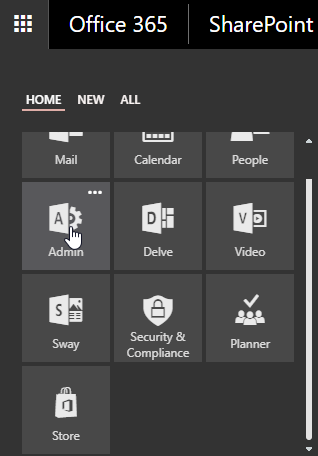 Office 365 SharePoint
HOME NEW ALL
Mail Calendar People
Admin Delve Video
Sway Security & Compliance Planner
Store